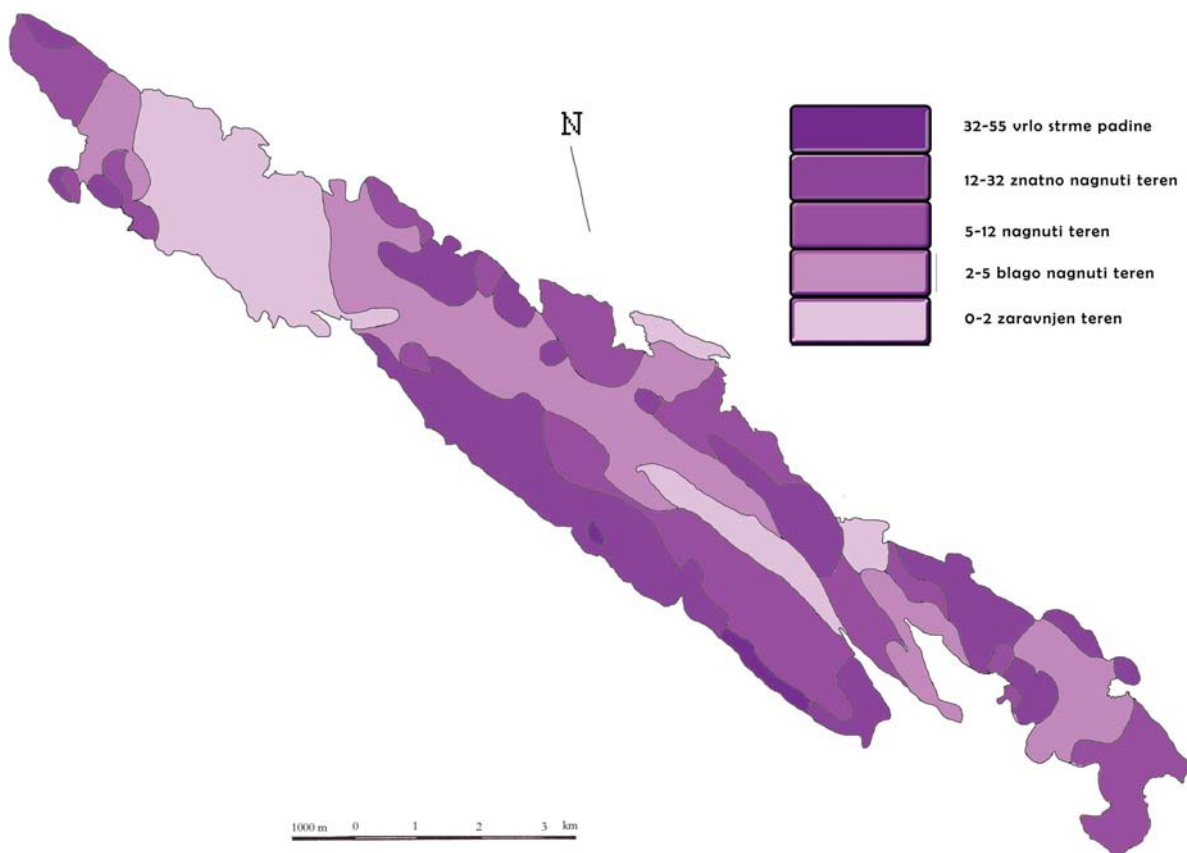 N
32-55 vrlo strme padine
12-32 znatno nagnuti teren
5-12 nagnuti teren
2-5 blago nagnuti teren
0-2 zaravnjen teren
1000 m 0 1 2 3 km